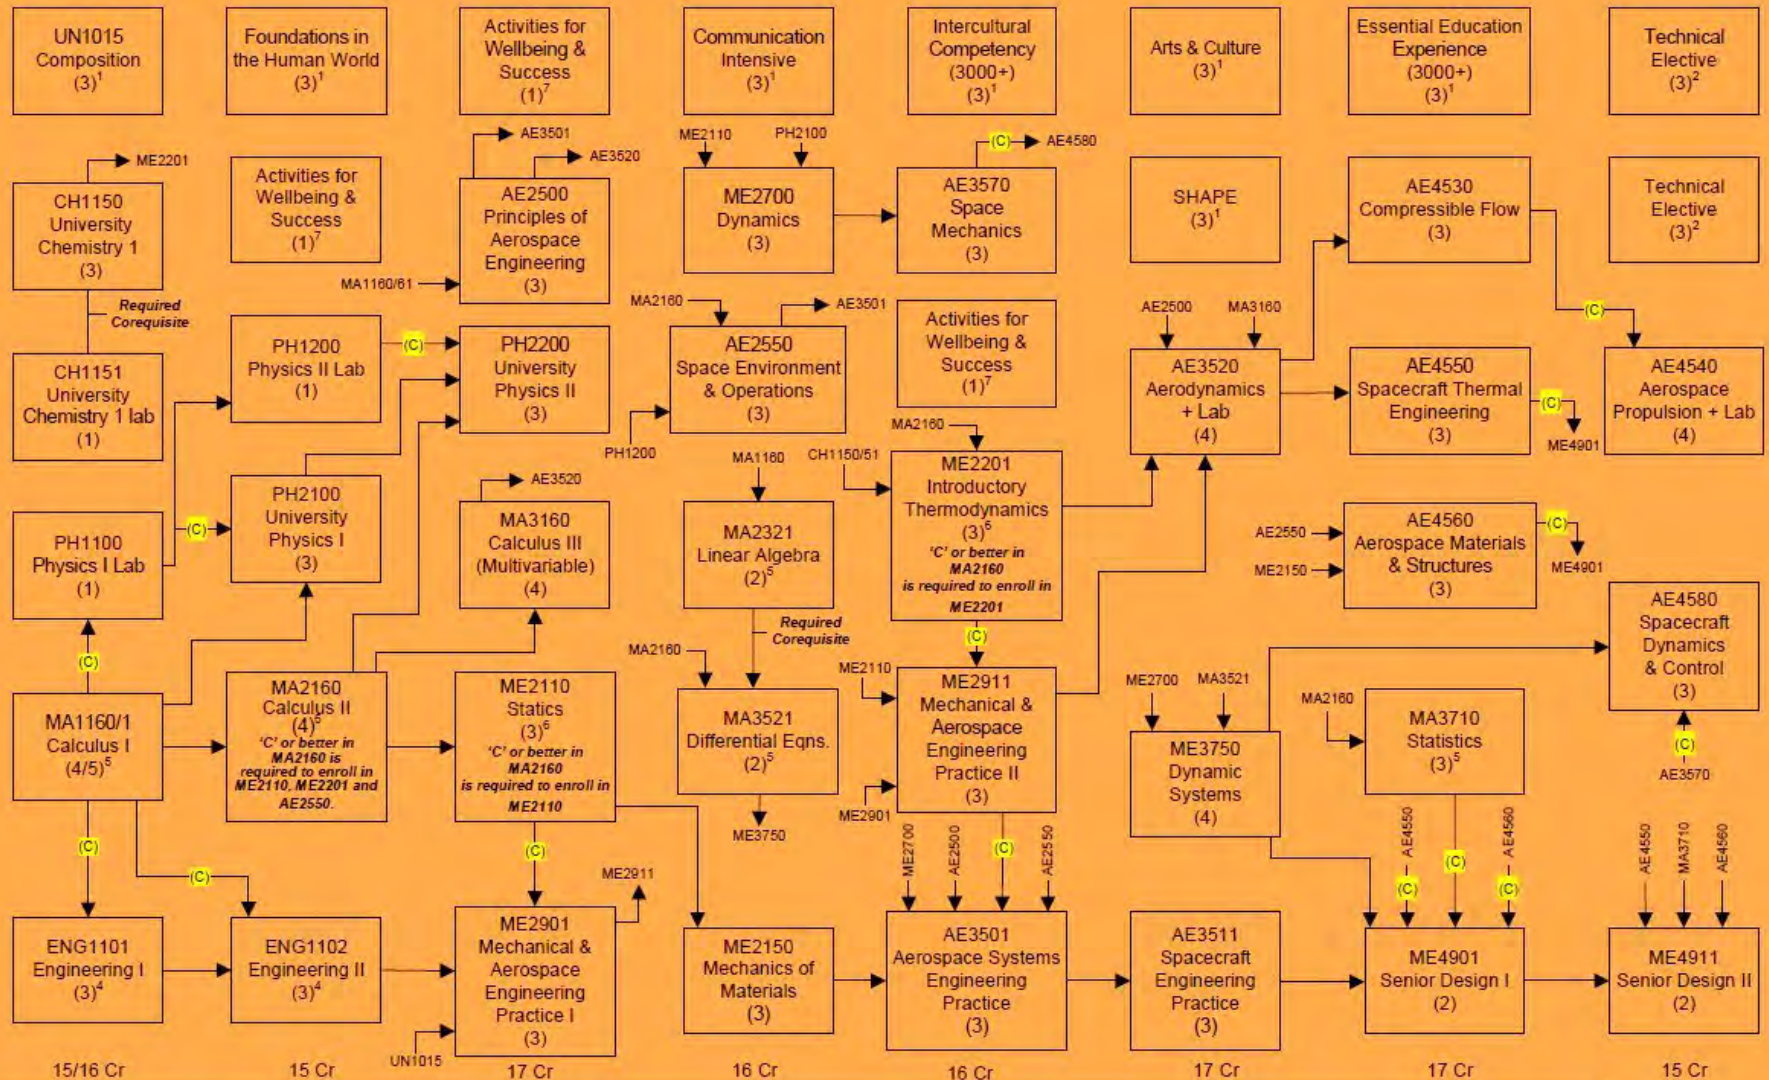 UN1015
Composition
(3)¹
Foundations in
the Human World
(3)¹
Activities for
Wellbeing &
Success
(1)⁷
Communication
Intensive
(3)¹
Intercultural
Competency
(3000+)
(3)¹
Arts & Culture
(3)¹
Essential Education
Experience
(3000+)
(3)¹
Technical
Elective
(3)²
ME2201
CH1150
University
Chemistry 1
(3)
Required
Corequisite
CH1151
University
Chemistry 1 lab
(1)
PH1100
Physics I Lab
(1)
(C)
MA1160/1
Calculus I
(4/5)⁵
(C)
(C)
ENG1101
Engineering I
(3)⁴
15/16 Cr
Activities for
Wellbeing &
Success
(1)⁷
PH1200
Physics II Lab
(1)
(C)
(C)
PH2100
University
Physics I
(3)
MA2160
Calculus II
(4)⁶
'C' or better in
MA2160 is
required to enroll in
ME2110, ME2201 and
AE2550.
ENG1102
Engineering II
(3)⁴
15 Cr
AE3501
AE3520
AE2500
Principles of
Aerospace
Engineering
(3)
MA1160/61
PH2200
University
Physics II
(3)
AE3520
MA3160
Calculus III
(Multivariable)
(4)
ME2110
Statics
(3)⁶
'C' or better in
MA2160
is required to enroll in
ME2110
(C)
ME2911
ME2901
Mechanical &
Aerospace
Engineering
Practice I
(3)
UN1015
17 Cr
ME2110
PH2100
ME2700
Dynamics
(3)
MA2160
AE3501
AE2550
Space Environment
& Operations
(3)
PH1200
MA1160
MA2321
Linear Algebra
(2)⁵
Required
Corequisite
MA2160
MA3521
Differential Eqns.
(2)⁵
ME3750
ME2150
Mechanics of
Materials
(3)
16 Cr
(C)
AE4580
AE3570
Space
Mechanics
(3)
Activities for
Wellbeing &
Success
(1)⁷
MA2160
CH1150/51
ME2201
Introductory
Thermodynamics
(3)⁶
'C' or better in
MA2160
is required to enroll in
ME2201
(C)
ME2110
ME2911
Mechanical &
Aerospace
Engineering
Practice II
(3)
ME2901
ME2700
AE2500
(C)
AE2550
AE3501
Aerospace Systems
Engineering
Practice
(3)
16 Cr
SHAPE
(3)¹
AE2500
MA3160
AE3520
Aerodynamics
+ Lab
(4)
ME2700
MA3521
ME3750
Dynamic
Systems
(4)
AE3511
Spacecraft
Engineering
Practice
(3)
17 Cr
AE4530
Compressible Flow
(3)
(C)
AE4550
Spacecraft Thermal
Engineering
(3)
(C)
ME4901
AE2550
ME2150
AE4560
Aerospace Materials
& Structures
(3)
(C)
ME4901
MA2160
MA3710
Statistics
(3)⁵
AE4550
(C)
(C)
AE4560
(C)
ME4901
Senior Design I
(2)
17 Cr
Technical
Elective
(3)²
AE4540
Aerospace
Propulsion + Lab
(4)
AE4580
Spacecraft
Dynamics
& Control
(3)
(C)
AE3570
AE4550
MA3710
AE4560
ME4911
Senior Design II
(2)
15 Cr